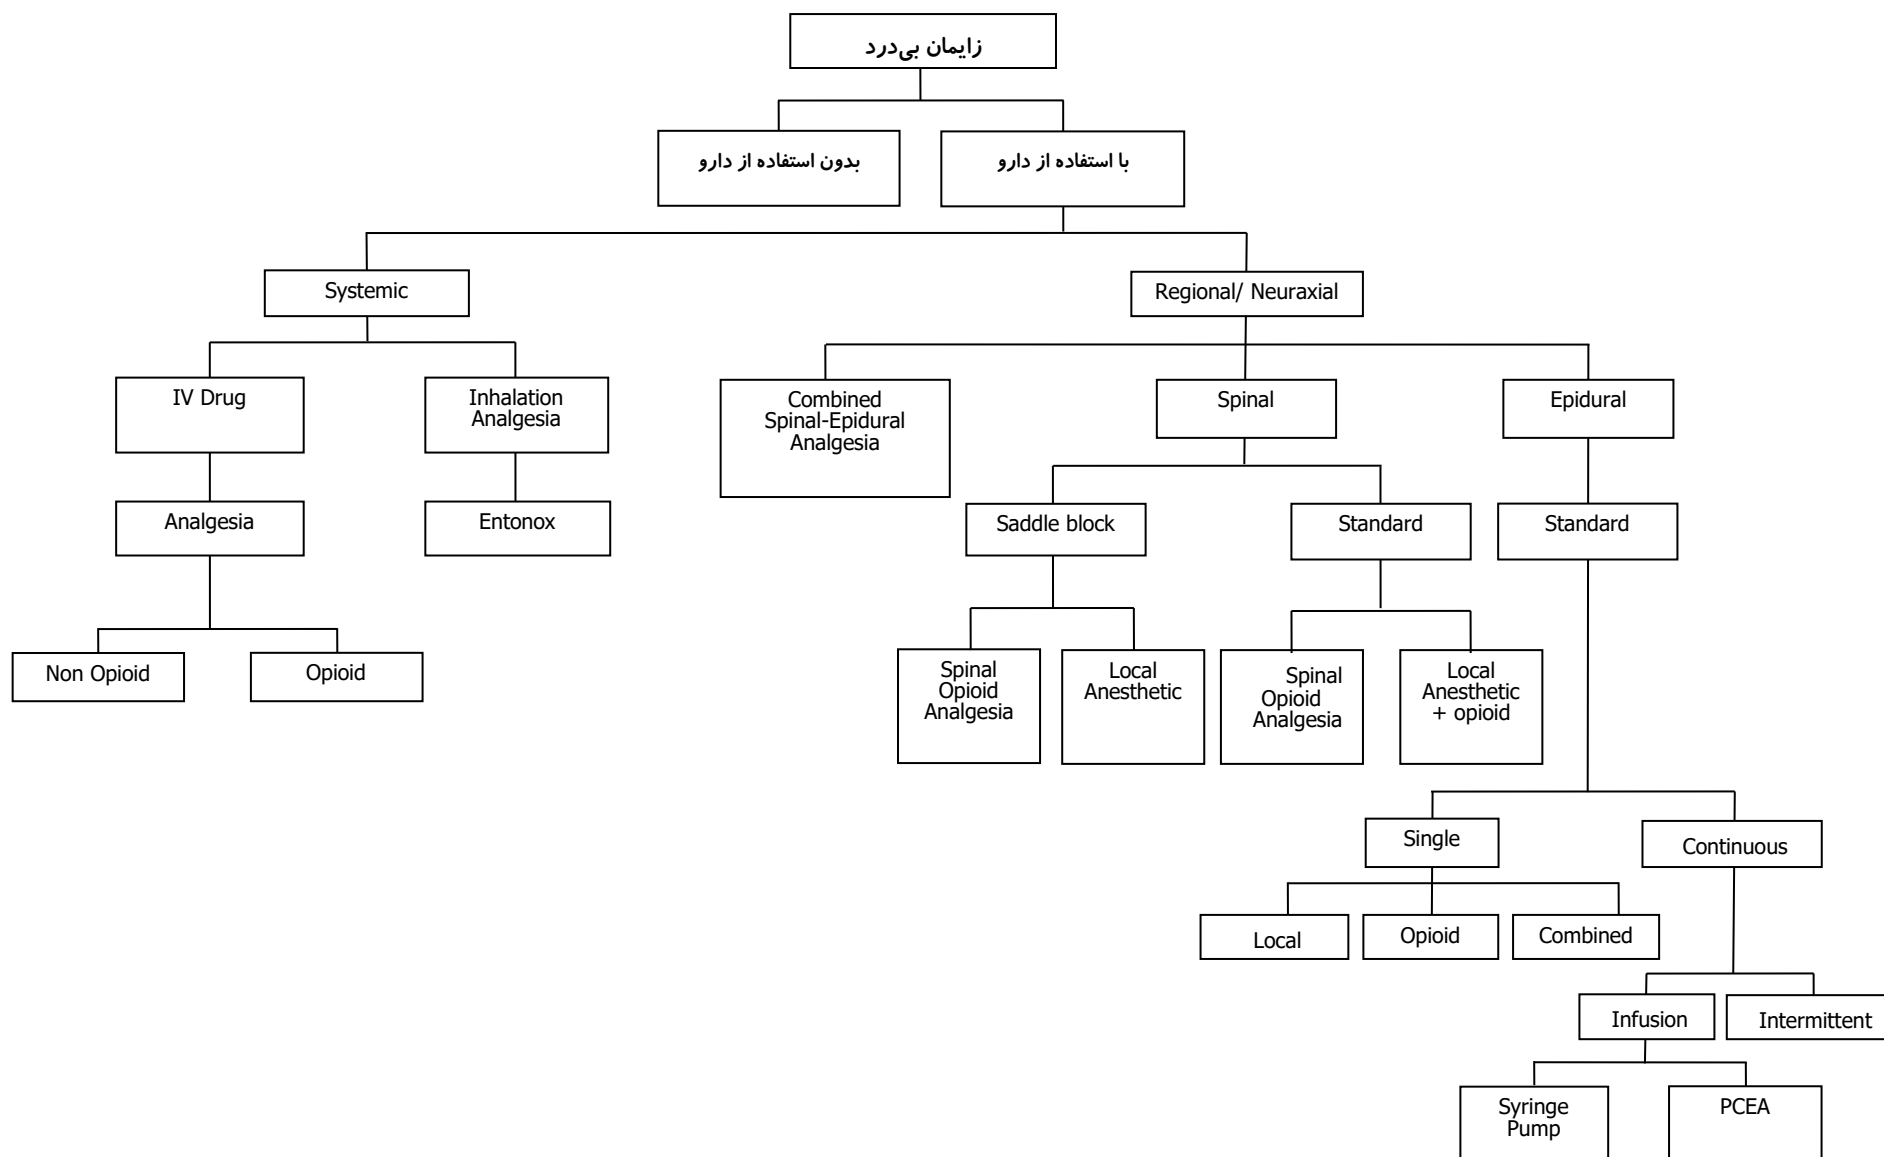 زایمان بی‌درد
بدون استفاده از دارو
با استفاده از دارو
Systemic
Regional/ Neuraxial
IV Drug
Inhalation
Analgesia
Combined
Spinal-Epidural
Analgesia
Spinal
Epidural
Analgesia
Entonox
Saddle block
Standard
Standard
Non Opioid
Opioid
Spinal
Opioid
Analgesia
Local
Anesthetic
Spinal
Opioid
Analgesia
Local
Anesthetic
+ opioid
Single
Continuous
Local
Opioid
Combined
Infusion
Intermittent
Syringe
Pump
PCEA